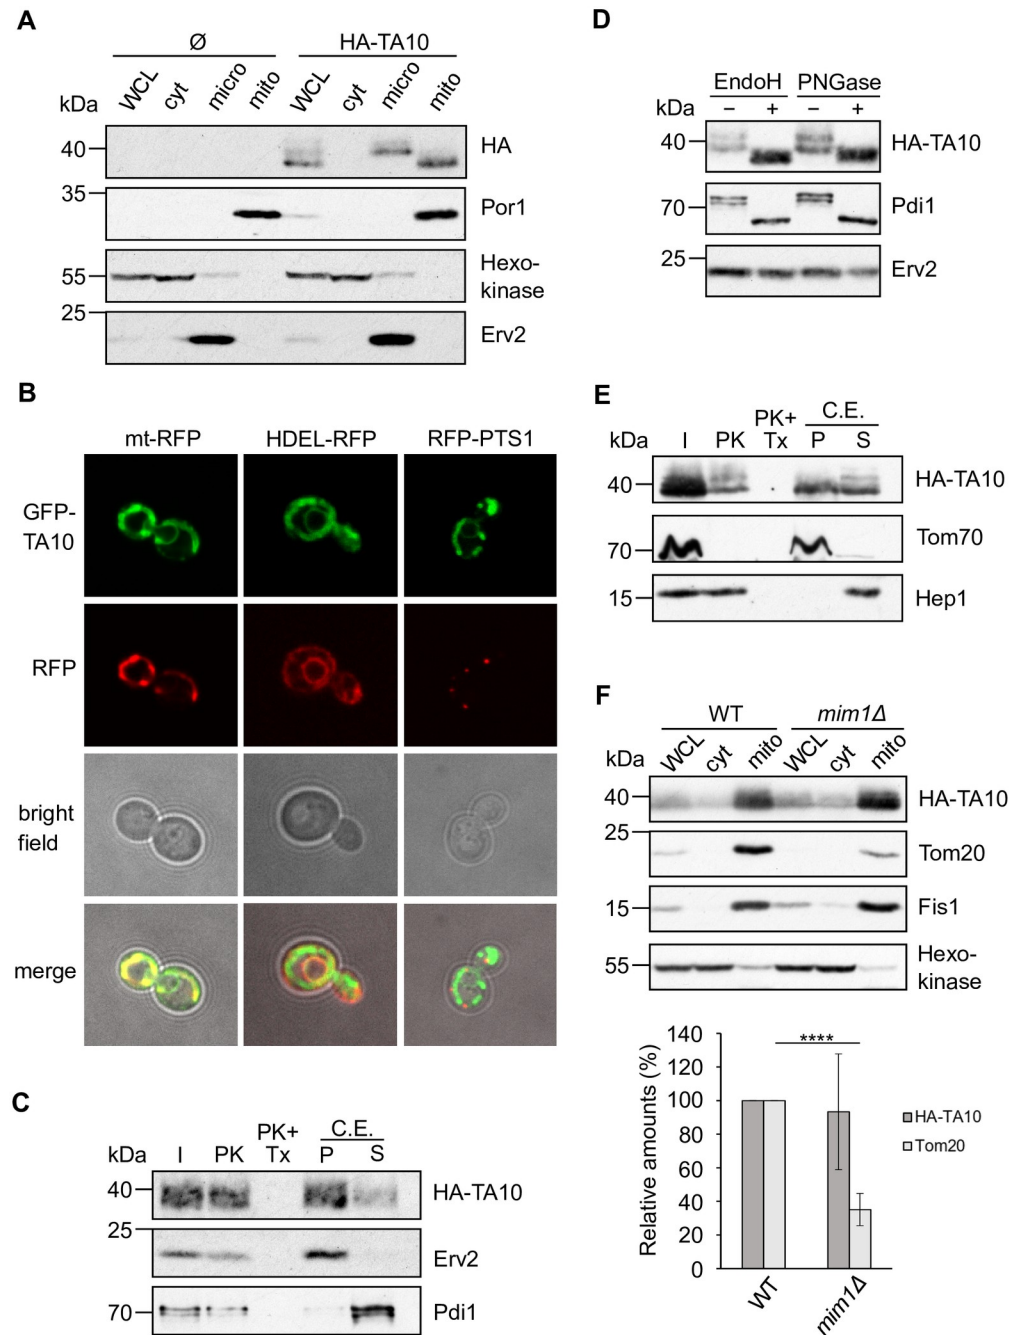 A
Ø HA-TA10
kDa WCL cyt micro mito WCL cyt micro mito
40 HA
35 Por1
55 Hexo-
kinase
25 Erv2
B
mt-RFP HDEL-RFP RFP-PTS1
GFP-
TA10
RFP
bright
field
merge
C
C.E.
PK+
kDa I PK Tx P S
40 HA-TA10
25 Erv2
70 Pdi1
D
EndoH PNGase
kDa – + – +
40 HA-TA10
70 Pdi1
25 Erv2
E
C.E.
PK+
kDa I PK Tx P S
40 HA-TA10
70 Tom70
15 Hep1
F
WT mim1Δ
kDa WCL cyt mito WCL cyt mito
40 HA-TA10
25 Tom20
15 Fis1
55 Hexo-
kinase
Relative amounts (%)
140
120
100
80
60
40
20
0
****
WT mim1Δ
HA-TA10
Tom20